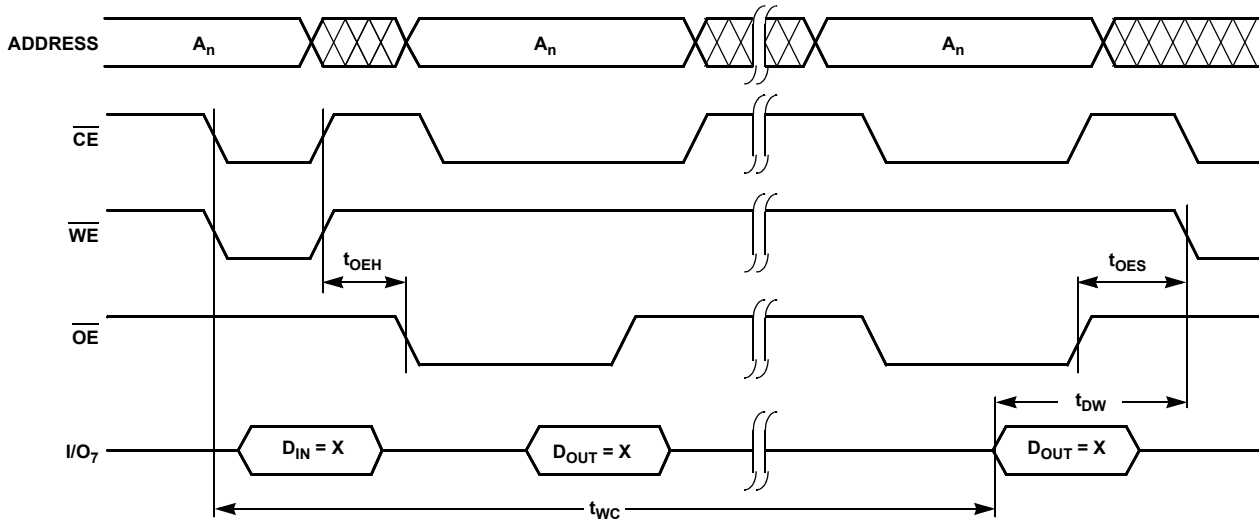 ADDRESS
An An An
CE
WE
tOEH tOES
OE
tDW
I/O7
DIN = X DOUT = X DOUT = X
tWC